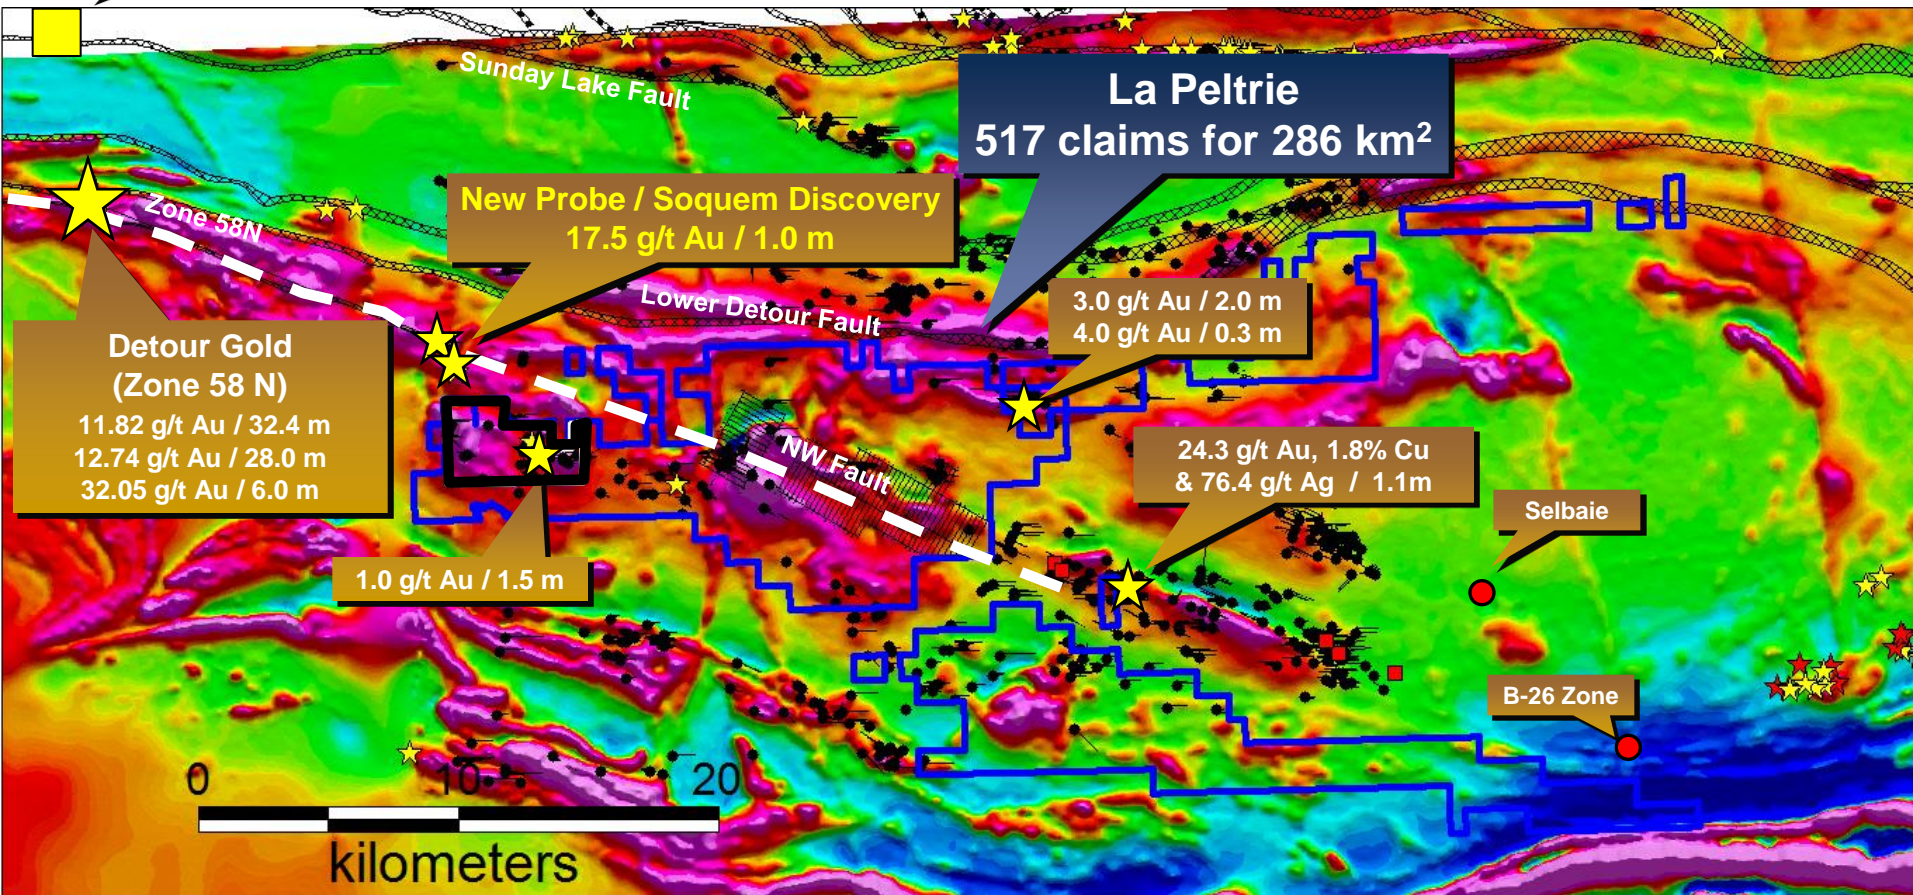 Sunday Lake Fault
La Peltrie
517 claims for 286 km²
New Probe / Soquem Discovery
17.5 g/t Au / 1.0 m
Zone 58N
Lower Detour Fault
3.0 g/t Au / 2.0 m
4.0 g/t Au / 0.3 m
Detour Gold
(Zone 58 N)
11.82 g/t Au / 32.4 m
12.74 g/t Au / 28.0 m
32.05 g/t Au / 6.0 m
NW Fault
24.3 g/t Au, 1.8% Cu
& 76.4 g/t Ag / 1.1m
Selbaie
1.0 g/t Au / 1.5 m
B-26 Zone
0 10 20
kilometers